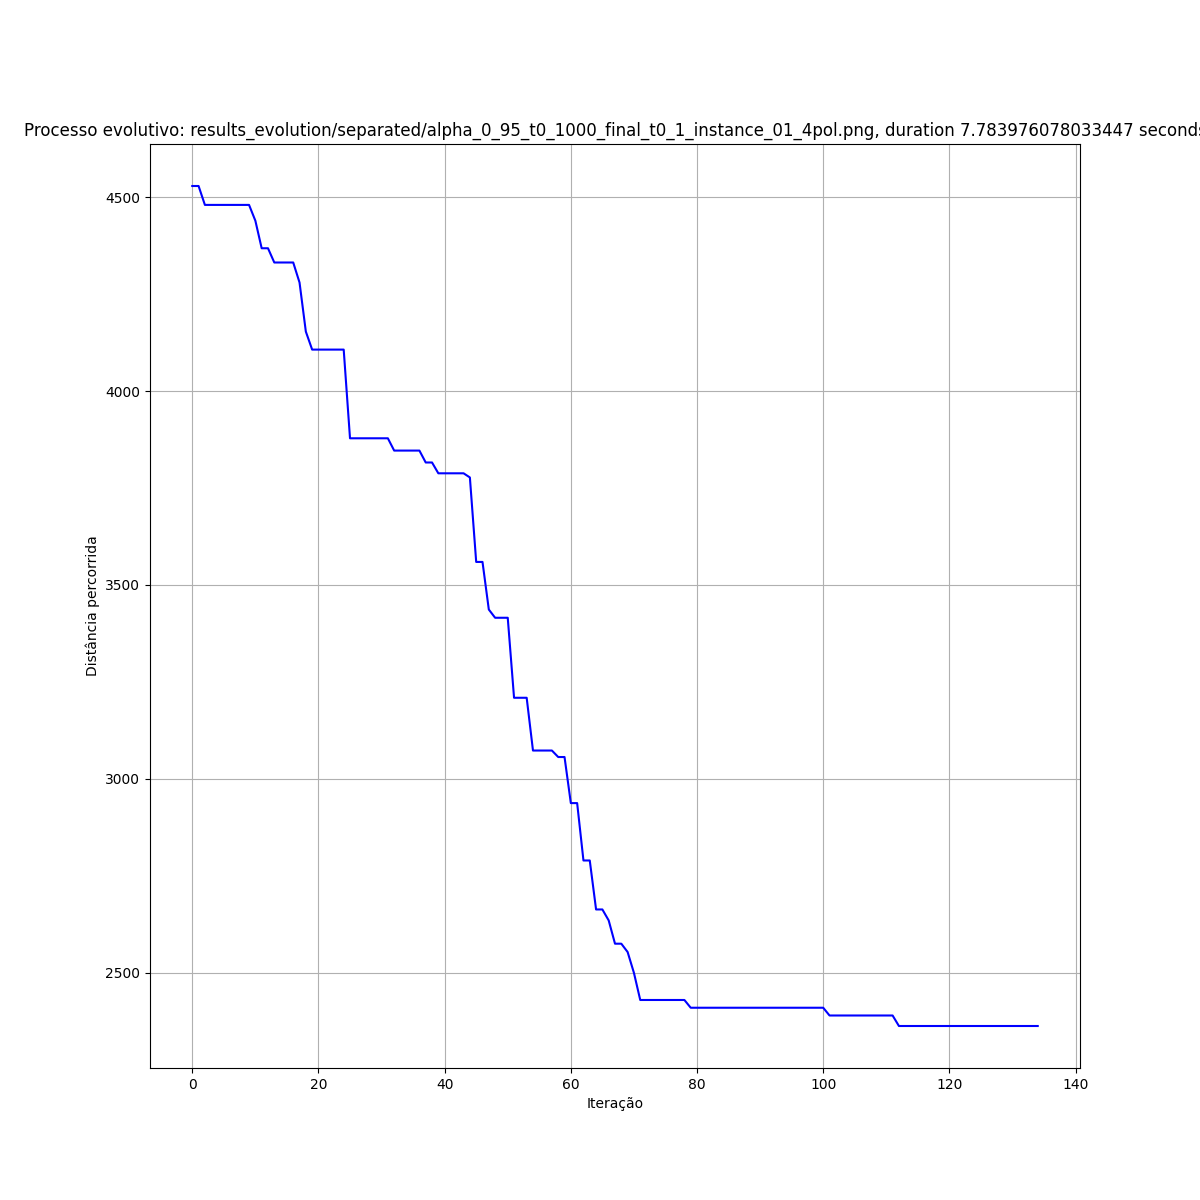 Processo evolutivo: results_evolution/separated/alpha_0_95_t0_1000_final_t0_1_instance_01_4pol.png, duration 7.783976078033447 seconds
4500
4000
3500
3000
2500
Distância percorrida
0 20 40 60 80 100 120 140
Iteração